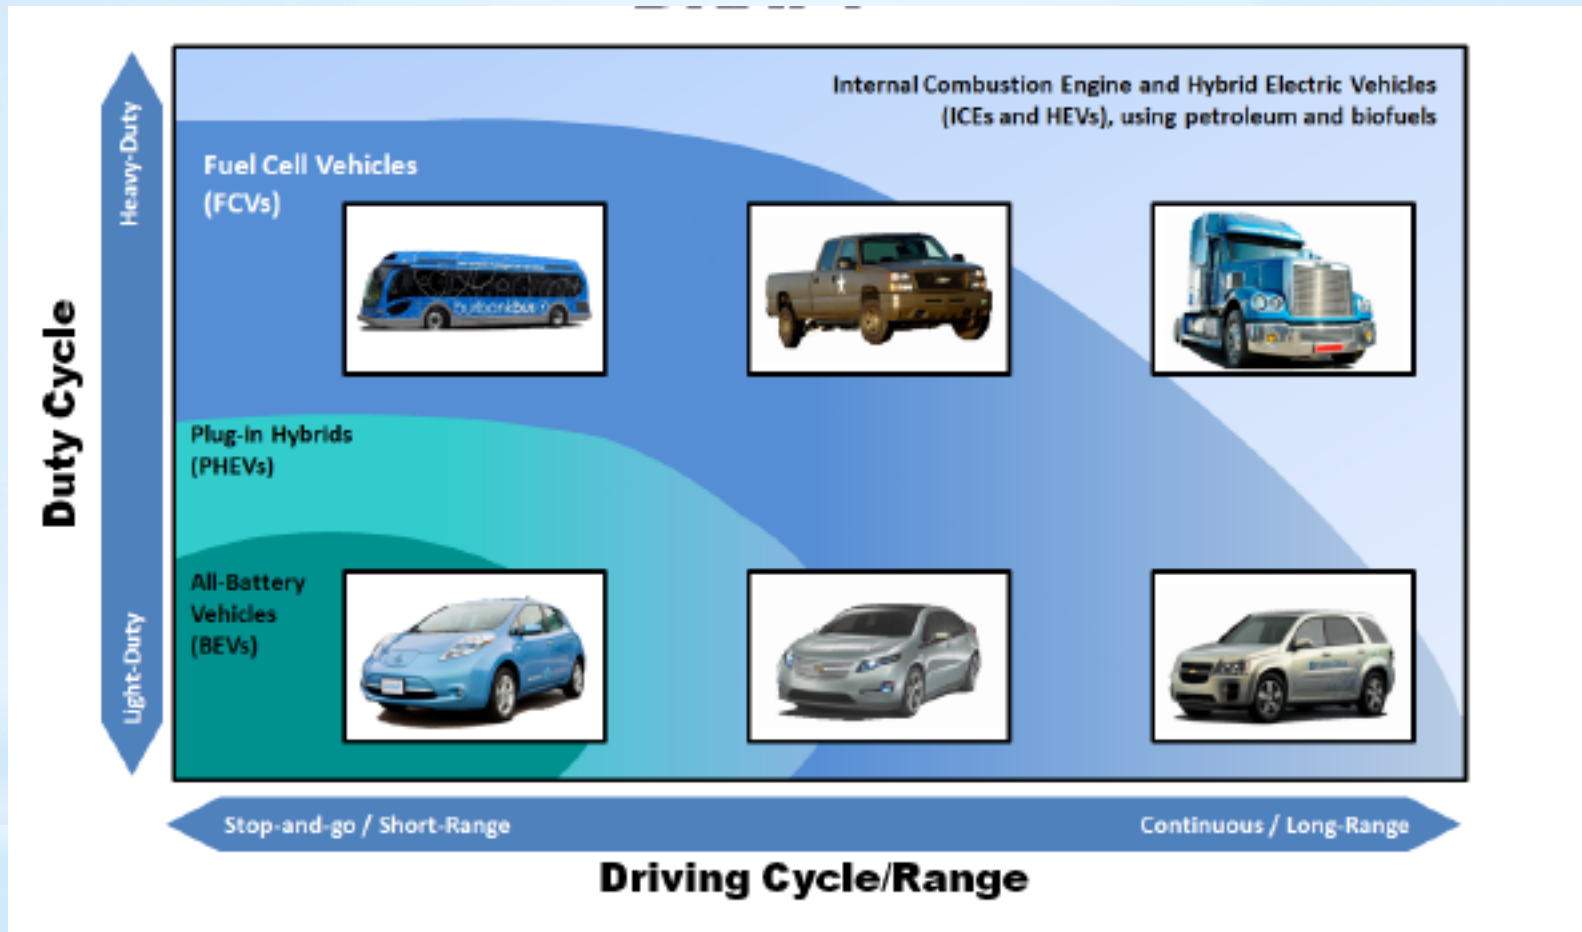 Internal Combustion Engine and Hybrid Electric Vehicles
(ICEs and HEVs), using petroleum and biofuels
Fuel Cell Vehicles
(FCVs)
Plug-in Hybrids
(PHEVs)
All-Battery
Vehicles
(BEVs)
burbankbus
Heavy-Duty
Light-Duty
Duty Cycle
Stop-and-go / Short-Range
Continuous / Long-Range
Driving Cycle/Range